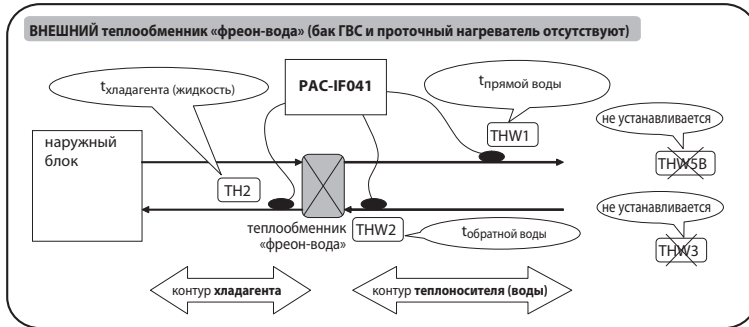 ВНЕШНИЙ теплообменник «фреон-вода» (бак ГВС и проточный нагреватель отсутствуют)
tхладагента (жидкость)
PAC-IF041
tпрямой воды
THW1
не устанавливается
THW5B
наружный
блок
TH2
теплообменник
«фреон-вода»
THW2
tобратной воды
не устанавливается
THW3
контур хладагента
контур теплоносителя (воды)